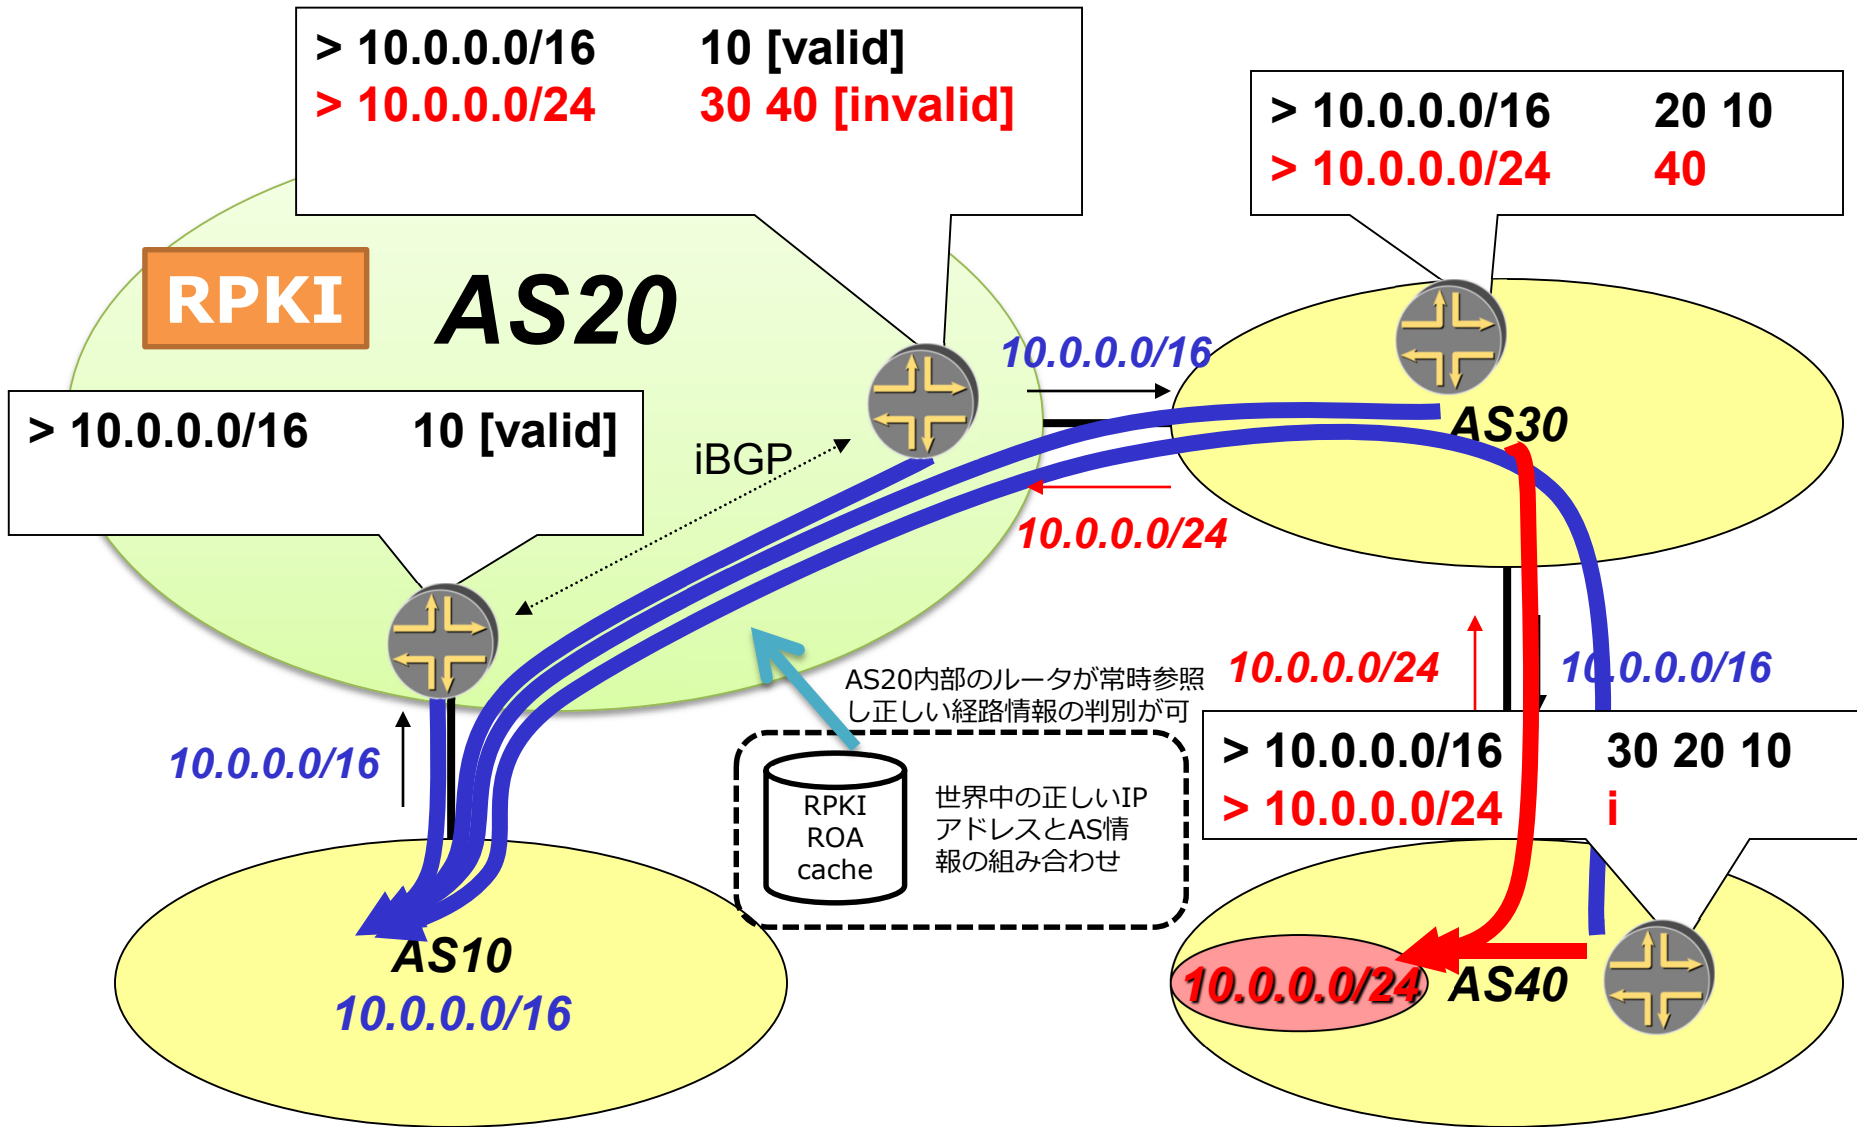 > 10.0.0.0/16 10 [valid]
> 10.0.0.0/24 30 40 [invalid]
> 10.0.0.0/16 20 10
> 10.0.0.0/24 40
RPKI
AS20
10.0.0.0/16
> 10.0.0.0/16 10 [valid]
iBGP
AS30
10.0.0.0/24
AS20内部のルータが常時参照
し正しい経路情報の判別が可
10.0.0.0/24
10.0.0.0/16
10.0.0.0/16
> 10.0.0.0/16 30 20 10
> 10.0.0.0/24 i
RPKI
ROA
cache
世界中の正しいIP
アドレスとAS情
報の組み合わせ
AS10
10.0.0.0/16
10.0.0.0/24
AS40